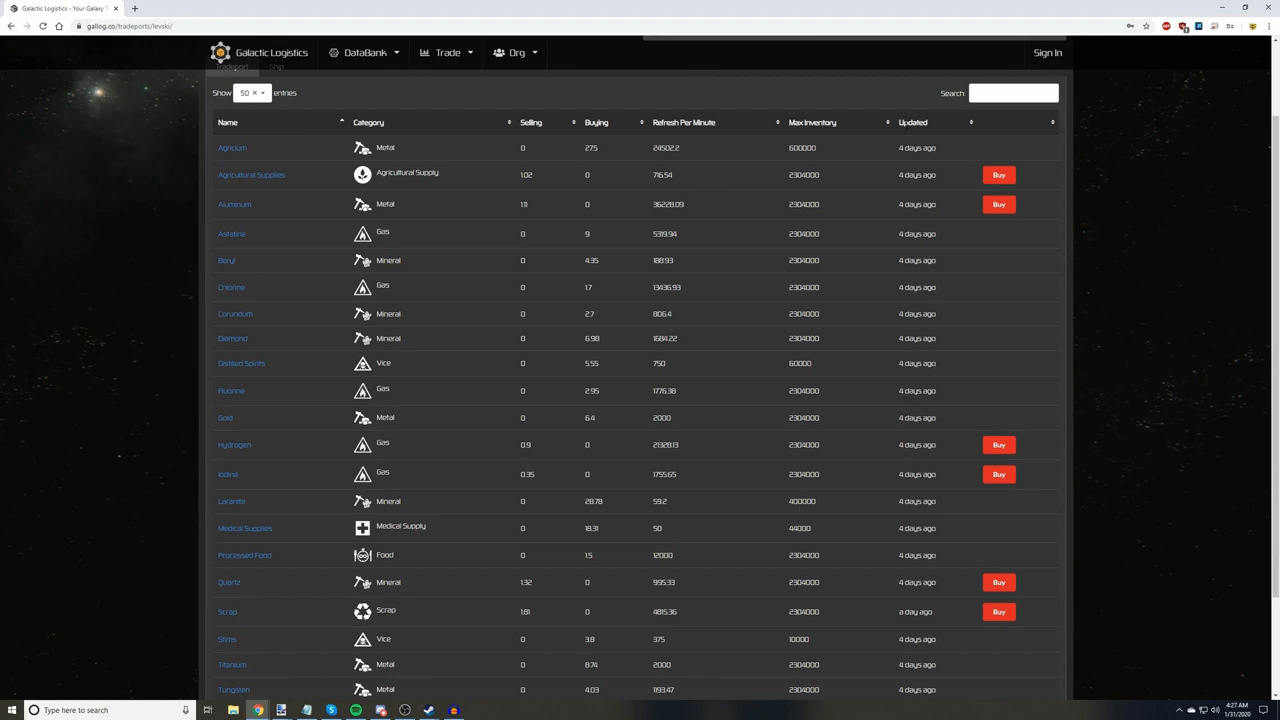 Galactic Logistics - Your Galaxy T
gallog.co/tradeports/levski/
Galactic Logistics DataBank Trade Org Sign In
Tradeport Ship
Show 50 × entries Search:
Name Category Selling Buying Refresh Per Minute Max Inventory Updated
Agricium Metal 0 27.5 24502.2 600000 4 days ago
Agricultural Supplies Agricultural Supply 1.02 0 716.54 2304000 4 days ago Buy
Aluminum Metal 1.11 0 36228.09 2304000 4 days ago Buy
Astatine Gas 0 9 5319.94 2304000 4 days ago
Beryl Mineral 0 4.35 188.93 2304000 4 days ago
Chlorine Gas 0 1.7 13436.93 2304000 4 days ago
Corundum Mineral 0 2.7 806.4 2304000 4 days ago
Diamond Mineral 0 6.98 1684.22 2304000 4 days ago
Distilled Spirits Vice 0 5.55 750 60000 4 days ago
Fluorine Gas 0 2.95 1776.38 2304000 4 days ago
Gold Metal 0 6.4 2000 2304000 4 days ago
Hydrogen Gas 0.9 0 21328.13 2304000 4 days ago Buy
Iodine Gas 0.35 0 1755.65 2304000 4 days ago Buy
Laranite Mineral 0 28.78 59.2 400000 4 days ago
Medical Supplies Medical Supply 0 18.31 50 44000 4 days ago
Processed Food Food 0 1.5 12000 2304000 4 days ago
Quartz Mineral 1.32 0 995.33 2304000 4 days ago Buy
Scrap Scrap 1.81 0 4815.36 2304000 a day ago Buy
Stims Vice 0 3.8 375 10000 4 days ago
Titanium Metal 0 8.74 2000 2304000 4 days ago
Tungsten Metal 0 4.03 1193.47 2304000 4 days ago
Type here to search
4:27 AM
1/31/2020